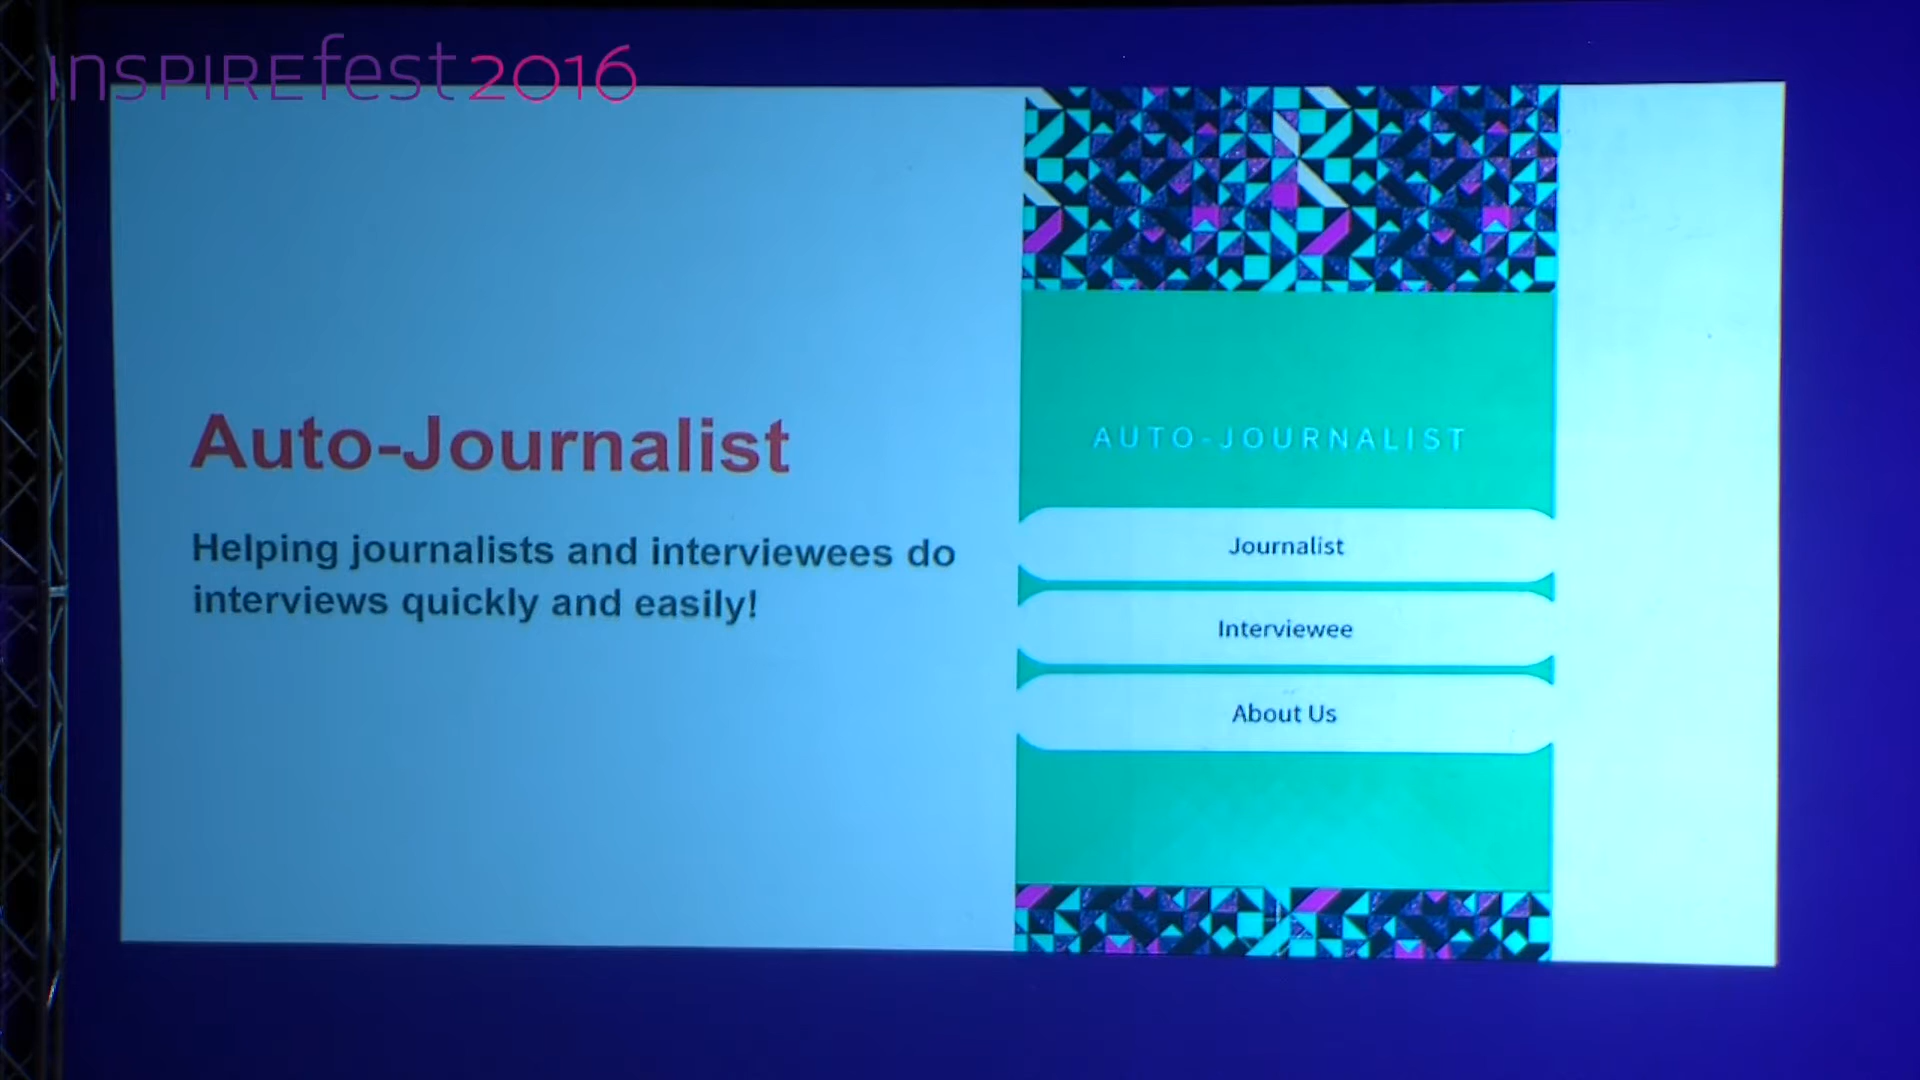 inspirefest2016
Auto-Journalist
Helping journalists and interviewees do
interviews quickly and easily!
AUTO-JOURNALIST
Journalist
Interviewee
About Us